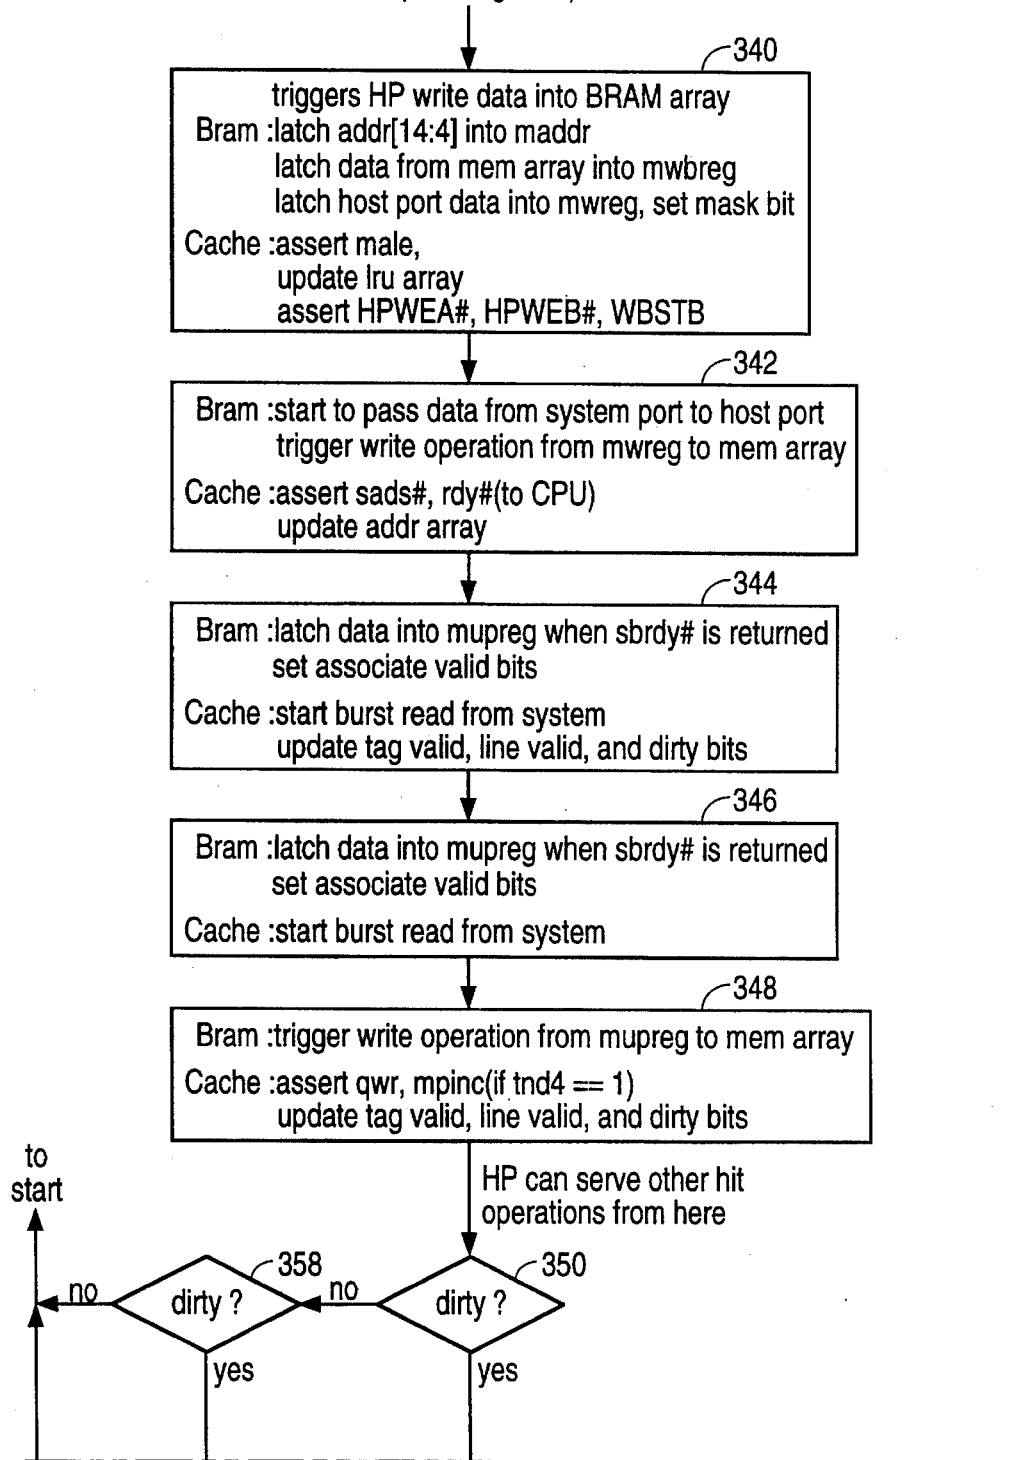 340
triggers HP write data into BRAM array
Bram :latch addr[14:4] into maddr
latch data from mem array into mwbreg
latch host port data into mwreg, set mask bit
Cache :assert male,
update lru array
assert HPWEA#, HPWEB#, WBSTB
342
Bram :start to pass data from system port to host port
trigger write operation from mwreg to mem array
Cache :assert sads#, rdy#(to CPU)
update addr array
344
Bram :latch data into mupreg when sbrdy# is returned
set associate valid bits
Cache :start burst read from system
update tag valid, line valid, and dirty bits
346
Bram :latch data into mupreg when sbrdy# is returned
set associate valid bits
Cache :start burst read from system
348
Bram :trigger write operation from mupreg to mem array
Cache :assert qwr, mpinc(if tnd4 == 1)
update tag valid, line valid, and dirty bits
to
start
HP can serve other hit
operations from here
358
350
no
dirty ?
no
dirty ?
yes
yes